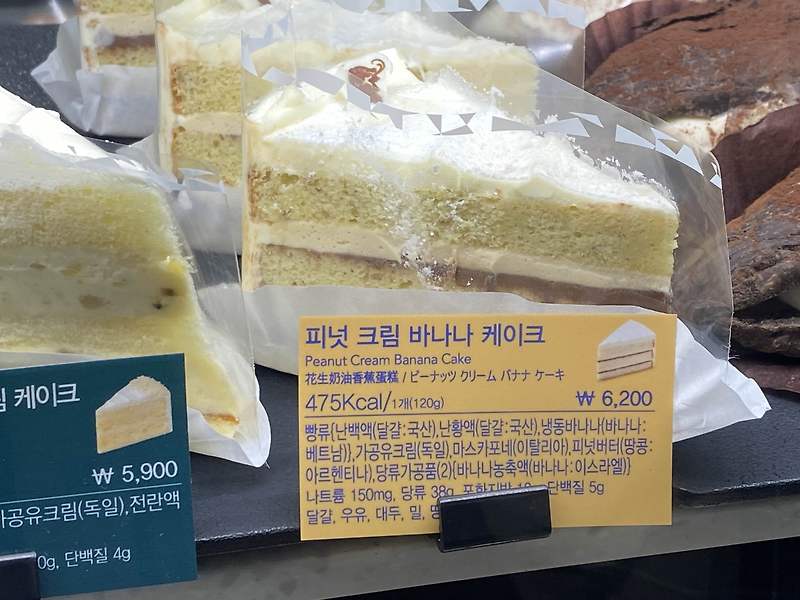 피넛 크림 바나나 케이크
Peanut Cream Banana Cake
花生奶油香蕉蛋糕 / ピーナッツ クリーム バナナ ケーキ
475Kcal/1개(120g)
₩ 6,200
빵류{난백액(달걀:국산),난황액(달걀:국산),냉동바나나(바나나:
베트남)},가공유크림(독일),마스카포네(이탈리아),피넛버터(땅콩:
아르헨티나),당류가공품(2){바나나농축액(바나나:이스라엘)}
나트륨 150mg, 당류 38g, 포화지방 단백질 5g
달걀, 우유, 대두, 밀,
케이크
₩ 5,900
가공유크림(독일),전란액
0g, 단백질 4g